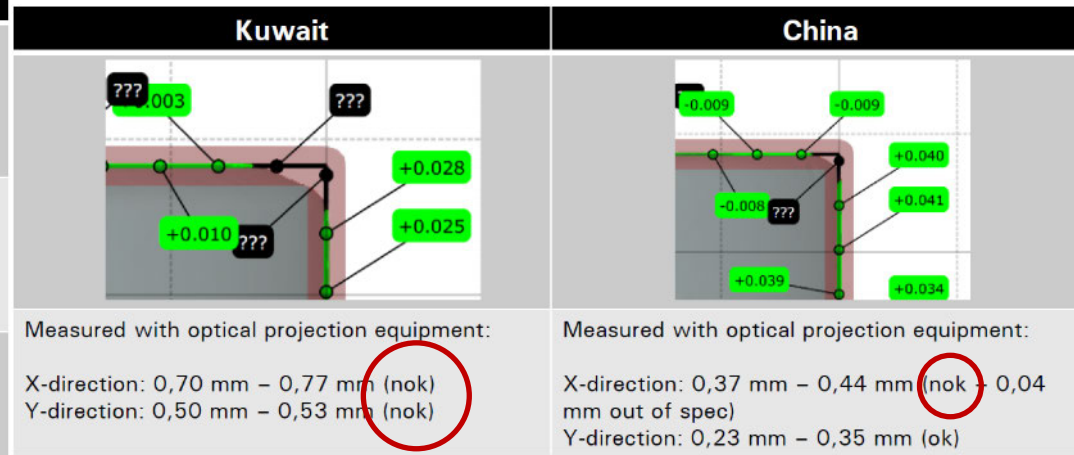 Kuwait
China
???
0.003
???
+0.028
+0.010
???
+0.025
-0.009
-0.009
+0.040
-0.008
???
+0.041
+0.039
+0.034
Measured with optical projection equipment:
X-direction: 0,70 mm – 0,77 mm (nok)
Y-direction: 0,50 mm – 0,53 mm (nok)
Measured with optical projection equipment:
X-direction: 0,37 mm – 0,44 mm (nok – 0,04
mm out of spec)
Y-direction: 0,23 mm – 0,35 mm (ok)